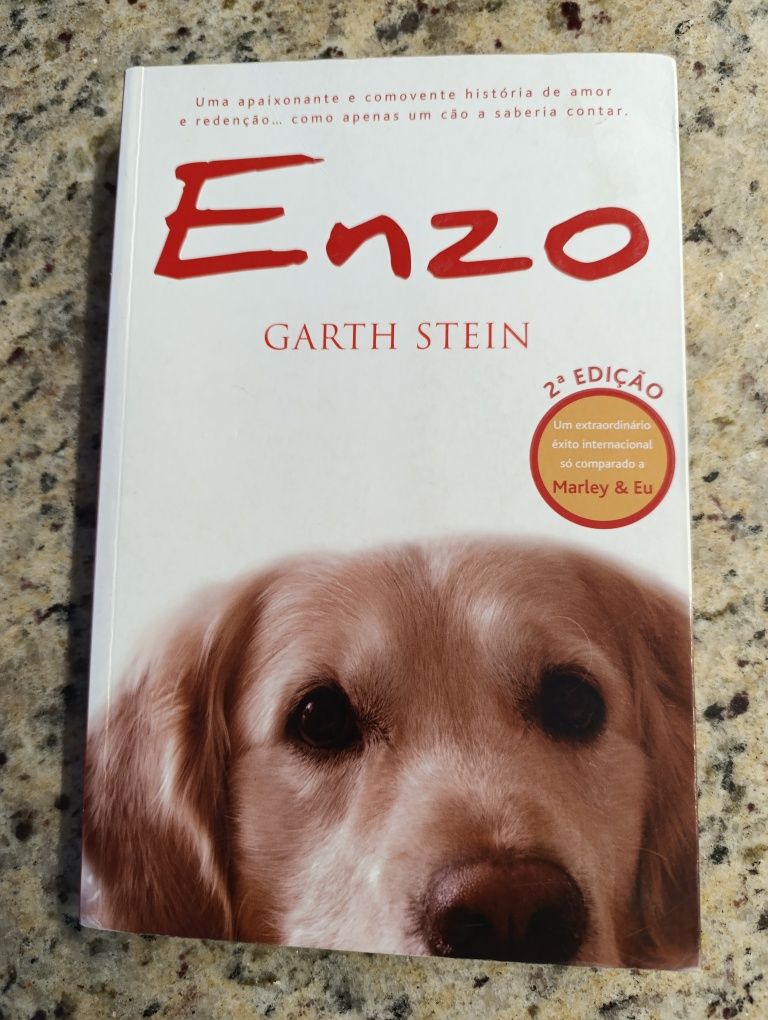 Uma apaixonante e comovente história de amor
e redenção... como apenas um cão a saberia contar.
Enzo
GARTH STEIN
2ª EDIÇÃO
Um extraordinário
êxito internacional
só comparado a
Marley & Eu